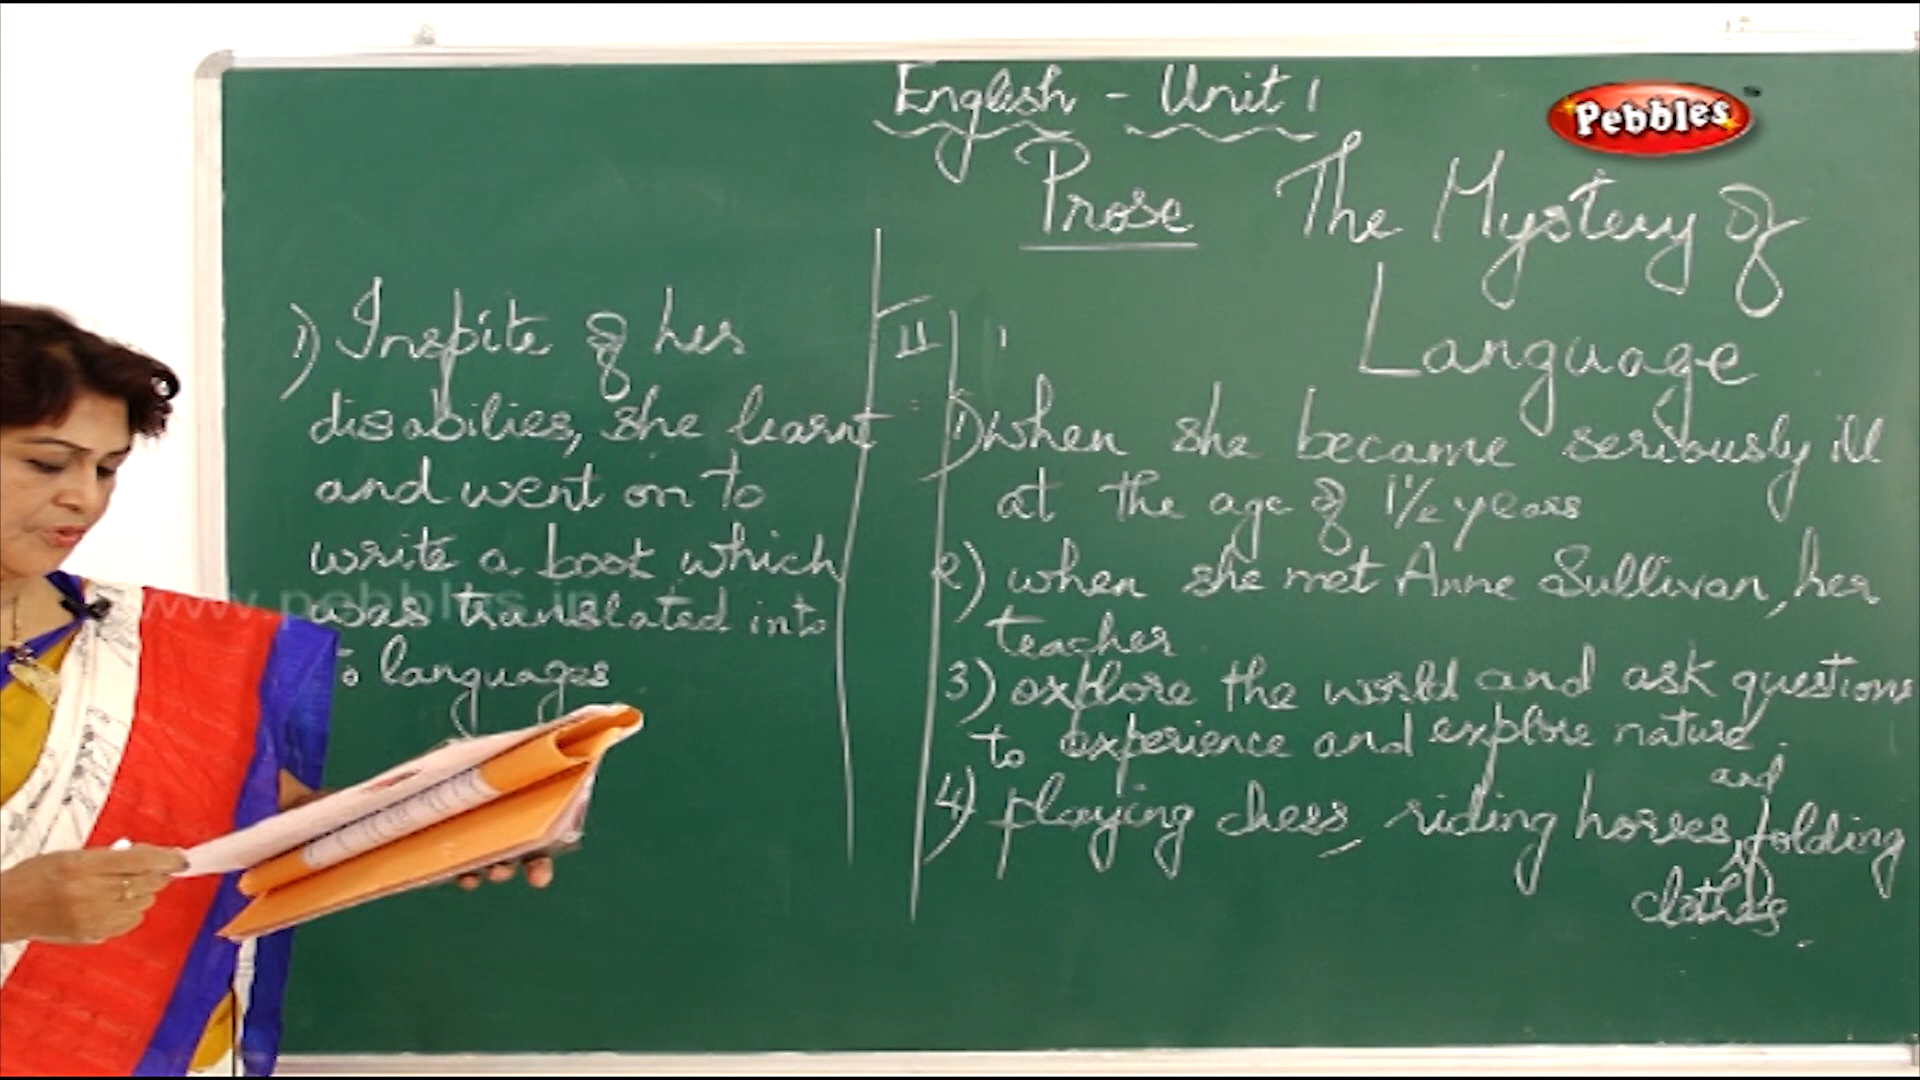 English - Unit 1
Pebbles
Prose The Mystery of
Language
1) Inspite of her
disabilies, she learnt
and went on to
write a book which
was translated into
languages
II
1) when she became seriously ill
at the age of 1½ years
2) when she met Anne Sullivan, her
teacher
3) explore the world and ask questions
to experience and explore nature.
4) playing chess, riding horses and folding
clothes.
www.pebbles.in